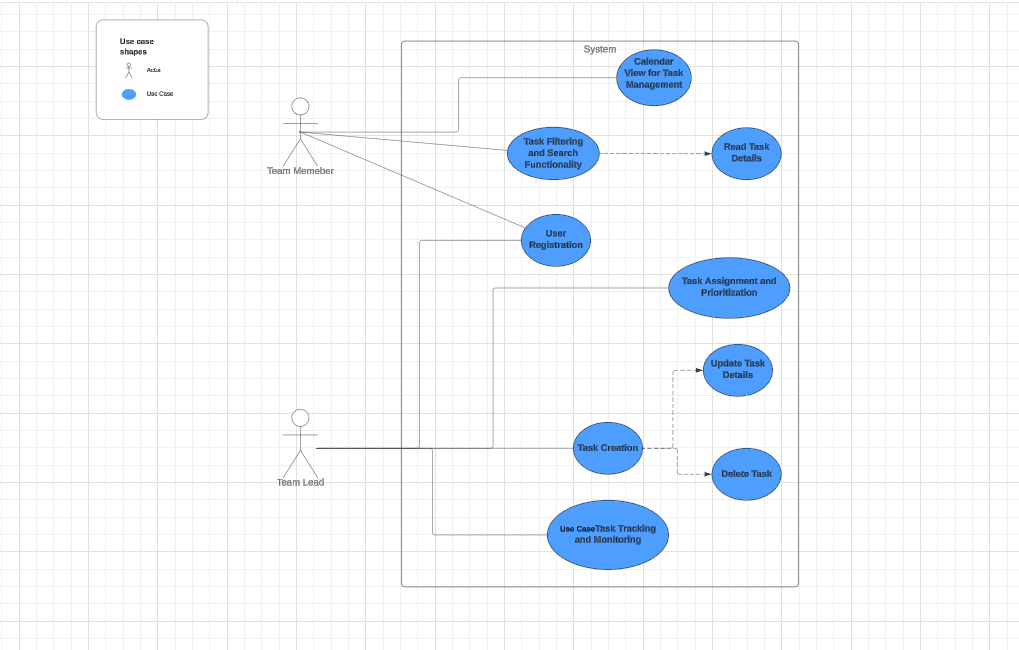 Use case
shapes
Actor
Use Case
System
Calendar
View for Task
Management
Task Filtering
and Search
Functionality
Read Task
Details
Team Memeber
User
Registration
Task Assignment and
Prioritization
Update Task
Details
Task Creation
Delete Task
Team Lead
Use CaseTask Tracking
and Monitoring